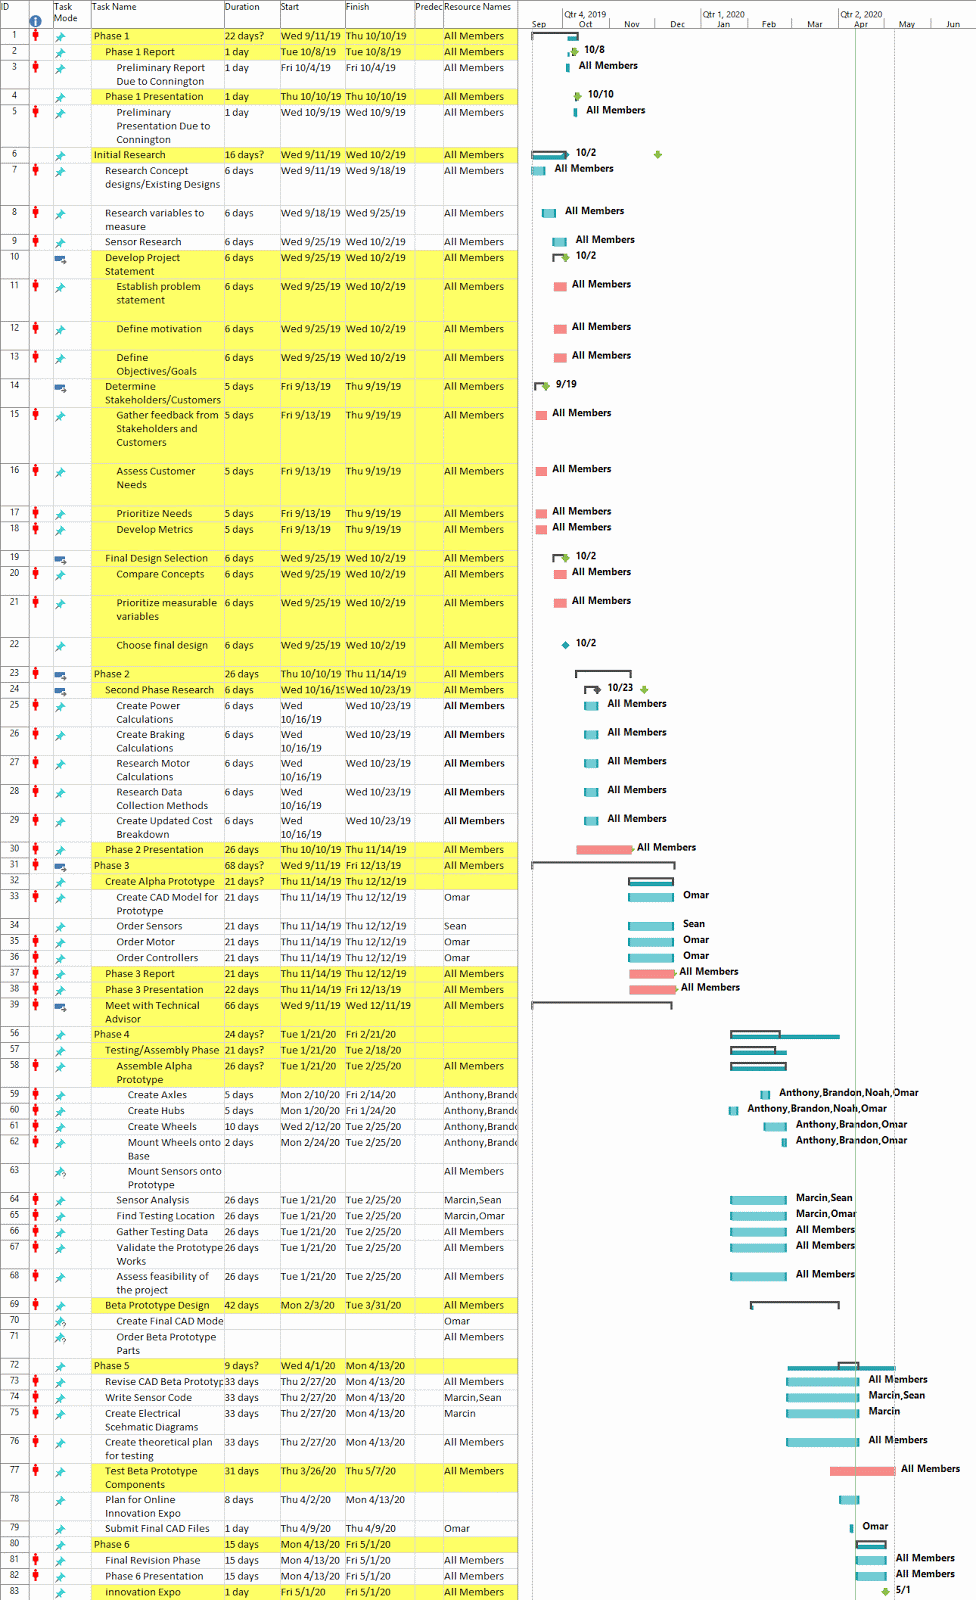 ID Task Mode Task Name Duration Start Finish Predec Resource Names
Qtr 4, 2019 Qtr 1, 2020 Qtr 2, 2020
Sep Oct Nov Dec Jan Feb Mar Apr May Jun
1 Phase 1 22 days? Wed 9/11/19 Thu 10/10/19 All Members
2 Phase 1 Report 1 day Tue 10/8/19 Tue 10/8/19 All Members 10/8
3 Preliminary Report 1 day Fri 10/4/19 Fri 10/4/19 All Members All Members
Due to Connington
4 Phase 1 Presentation 1 day Thu 10/10/19 Thu 10/10/19 All Members 10/10
5 Preliminary 1 day Wed 10/9/19 Wed 10/9/19 All Members All Members
Presentation Due to
Connington
6 Initial Research 16 days? Wed 9/11/19 Wed 10/2/19 All Members 10/2
7 Research Concept 6 days Wed 9/11/19 Wed 9/18/19 All Members All Members
designs/Existing Designs
8 Research variables to 6 days Wed 9/18/19 Wed 9/25/19 All Members All Members
measure
9 Sensor Research 6 days Wed 9/25/19 Wed 10/2/19 All Members All Members
10 Develop Project 6 days Wed 9/25/19 Wed 10/2/19 All Members 10/2
Statement
11 Establish problem 6 days Wed 9/25/19 Wed 10/2/19 All Members All Members
statement
12 Define motivation 6 days Wed 9/25/19 Wed 10/2/19 All Members All Members
13 Define 6 days Wed 9/25/19 Wed 10/2/19 All Members All Members
Objectives/Goals
14 Determine 5 days Fri 9/13/19 Thu 9/19/19 All Members 9/19
Stakeholders/Customers
15 Gather feedback from 5 days Fri 9/13/19 Thu 9/19/19 All Members All Members
Stakeholders and
Customers
16 Assess Customer 5 days Fri 9/13/19 Thu 9/19/19 All Members All Members
Needs
17 Prioritize Needs 5 days Fri 9/13/19 Thu 9/19/19 All Members All Members
18 Develop Metrics 5 days Fri 9/13/19 Thu 9/19/19 All Members All Members
19 Final Design Selection 6 days Wed 9/25/19 Wed 10/2/19 All Members 10/2
20 Compare Concepts 6 days Wed 9/25/19 Wed 10/2/19 All Members All Members
21 Prioritize measurable 6 days Wed 9/25/19 Wed 10/2/19 All Members All Members
variables
22 Choose final design 6 days Wed 9/25/19 Wed 10/2/19 All Members 10/2
23 Phase 2 26 days Thu 10/10/19 Thu 11/14/19 All Members
24 Second Phase Research 6 days Wed 10/16/19 Wed 10/23/19 All Members 10/23
25 Create Power 6 days Wed Wed 10/23/19 All Members All Members
Calculations 10/16/19
26 Create Braking 6 days Wed Wed 10/23/19 All Members All Members
Calculations 10/16/19
27 Research Motor 6 days Wed Wed 10/23/19 All Members All Members
Calculations 10/16/19
28 Research Data 6 days Wed Wed 10/23/19 All Members All Members
Collection Methods 10/16/19
29 Create Updated Cost 6 days Wed Wed 10/23/19 All Members All Members
Breakdown 10/16/19
30 Phase 2 Presentation 26 days Thu 10/10/19 Thu 11/14/19 All Members All Members
31 Phase 3 68 days? Wed 9/11/19 Fri 12/13/19 All Members
32 Create Alpha Prototype 21 days? Thu 11/14/19 Thu 12/12/19
33 Create CAD Model for 21 days Thu 11/14/19 Thu 12/12/19 Omar Omar
Prototype
34 Order Sensors 21 days Thu 11/14/19 Thu 12/12/19 Sean Sean
35 Order Motor 21 days Thu 11/14/19 Thu 12/12/19 Omar Omar
36 Order Controllers 21 days Thu 11/14/19 Thu 12/12/19 Omar Omar
37 Phase 3 Report 21 days Thu 11/14/19 Thu 12/12/19 All Members All Members
38 Phase 3 Presentation 22 days Thu 11/14/19 Fri 12/13/19 All Members All Members
39 Meet with Technical 66 days Wed 9/11/19 Wed 12/11/19 All Members
Advisor
56 Phase 4 24 days? Tue 1/21/20 Fri 2/21/20
57 Testing/Assembly Phase 21 days? Tue 1/21/20 Tue 2/18/20
58 Assemble Alpha 26 days? Tue 1/21/20 Tue 2/25/20 All Members
Prototype
59 Create Axles 5 days Mon 2/10/20 Fri 2/14/20 Anthony,Brando Anthony,Brandon,Noah,Omar
60 Create Hubs 5 days Mon 1/20/20 Fri 1/24/20 Anthony,Brando Anthony,Brandon,Noah,Omar
61 Create Wheels 10 days Wed 2/12/20 Tue 2/25/20 Anthony,Brando Anthony,Brandon,Omar
62 Mount Wheels onto 2 days Mon 2/24/20 Tue 2/25/20 Anthony,Brando Anthony,Brandon,Omar
Base
63 Mount Sensors onto All Members
Prototype
64 Sensor Analysis 26 days Tue 1/21/20 Tue 2/25/20 Marcin,Sean Marcin,Sean
65 Find Testing Location 26 days Tue 1/21/20 Tue 2/25/20 Marcin,Omar Marcin,Omar
66 Gather Testing Data 26 days Tue 1/21/20 Tue 2/25/20 All Members All Members
67 Validate the Prototype 26 days Tue 1/21/20 Tue 2/25/20 All Members All Members
Works
68 Assess feasibility of 26 days Tue 1/21/20 Tue 2/25/20 All Members All Members
the project
69 Beta Prototype Design 42 days Mon 2/3/20 Tue 3/31/20 All Members
70 Create Final CAD Mode Omar
71 Order Beta Prototype All Members
Parts
72 Phase 5 9 days? Wed 4/1/20 Mon 4/13/20
73 Revise CAD Beta Prototyp 33 days Thu 2/27/20 Mon 4/13/20 All Members All Members
74 Write Sensor Code 33 days Thu 2/27/20 Mon 4/13/20 Marcin,Sean Marcin,Sean
75 Create Electrical 33 days Thu 2/27/20 Mon 4/13/20 Marcin Marcin
Scehmatic Diagrams
76 Create theoretical plan 33 days Thu 2/27/20 Mon 4/13/20 All Members All Members
for testing
77 Test Beta Prototype 31 days Thu 3/26/20 Thu 5/7/20 All Members All Members
Components
78 Plan for Online 8 days Thu 4/2/20 Mon 4/13/20
Innovation Expo
79 Submit Final CAD Files 1 day Thu 4/9/20 Thu 4/9/20 Omar Omar
80 Phase 6 15 days Mon 4/13/20 Fri 5/1/20
81 Final Revision Phase 15 days Mon 4/13/20 Fri 5/1/20 All Members All Members
82 Phase 6 Presentation 15 days Mon 4/13/20 Fri 5/1/20 All Members All Members
83 innovation Expo 1 day Fri 5/1/20 Fri 5/1/20 All Members 5/1